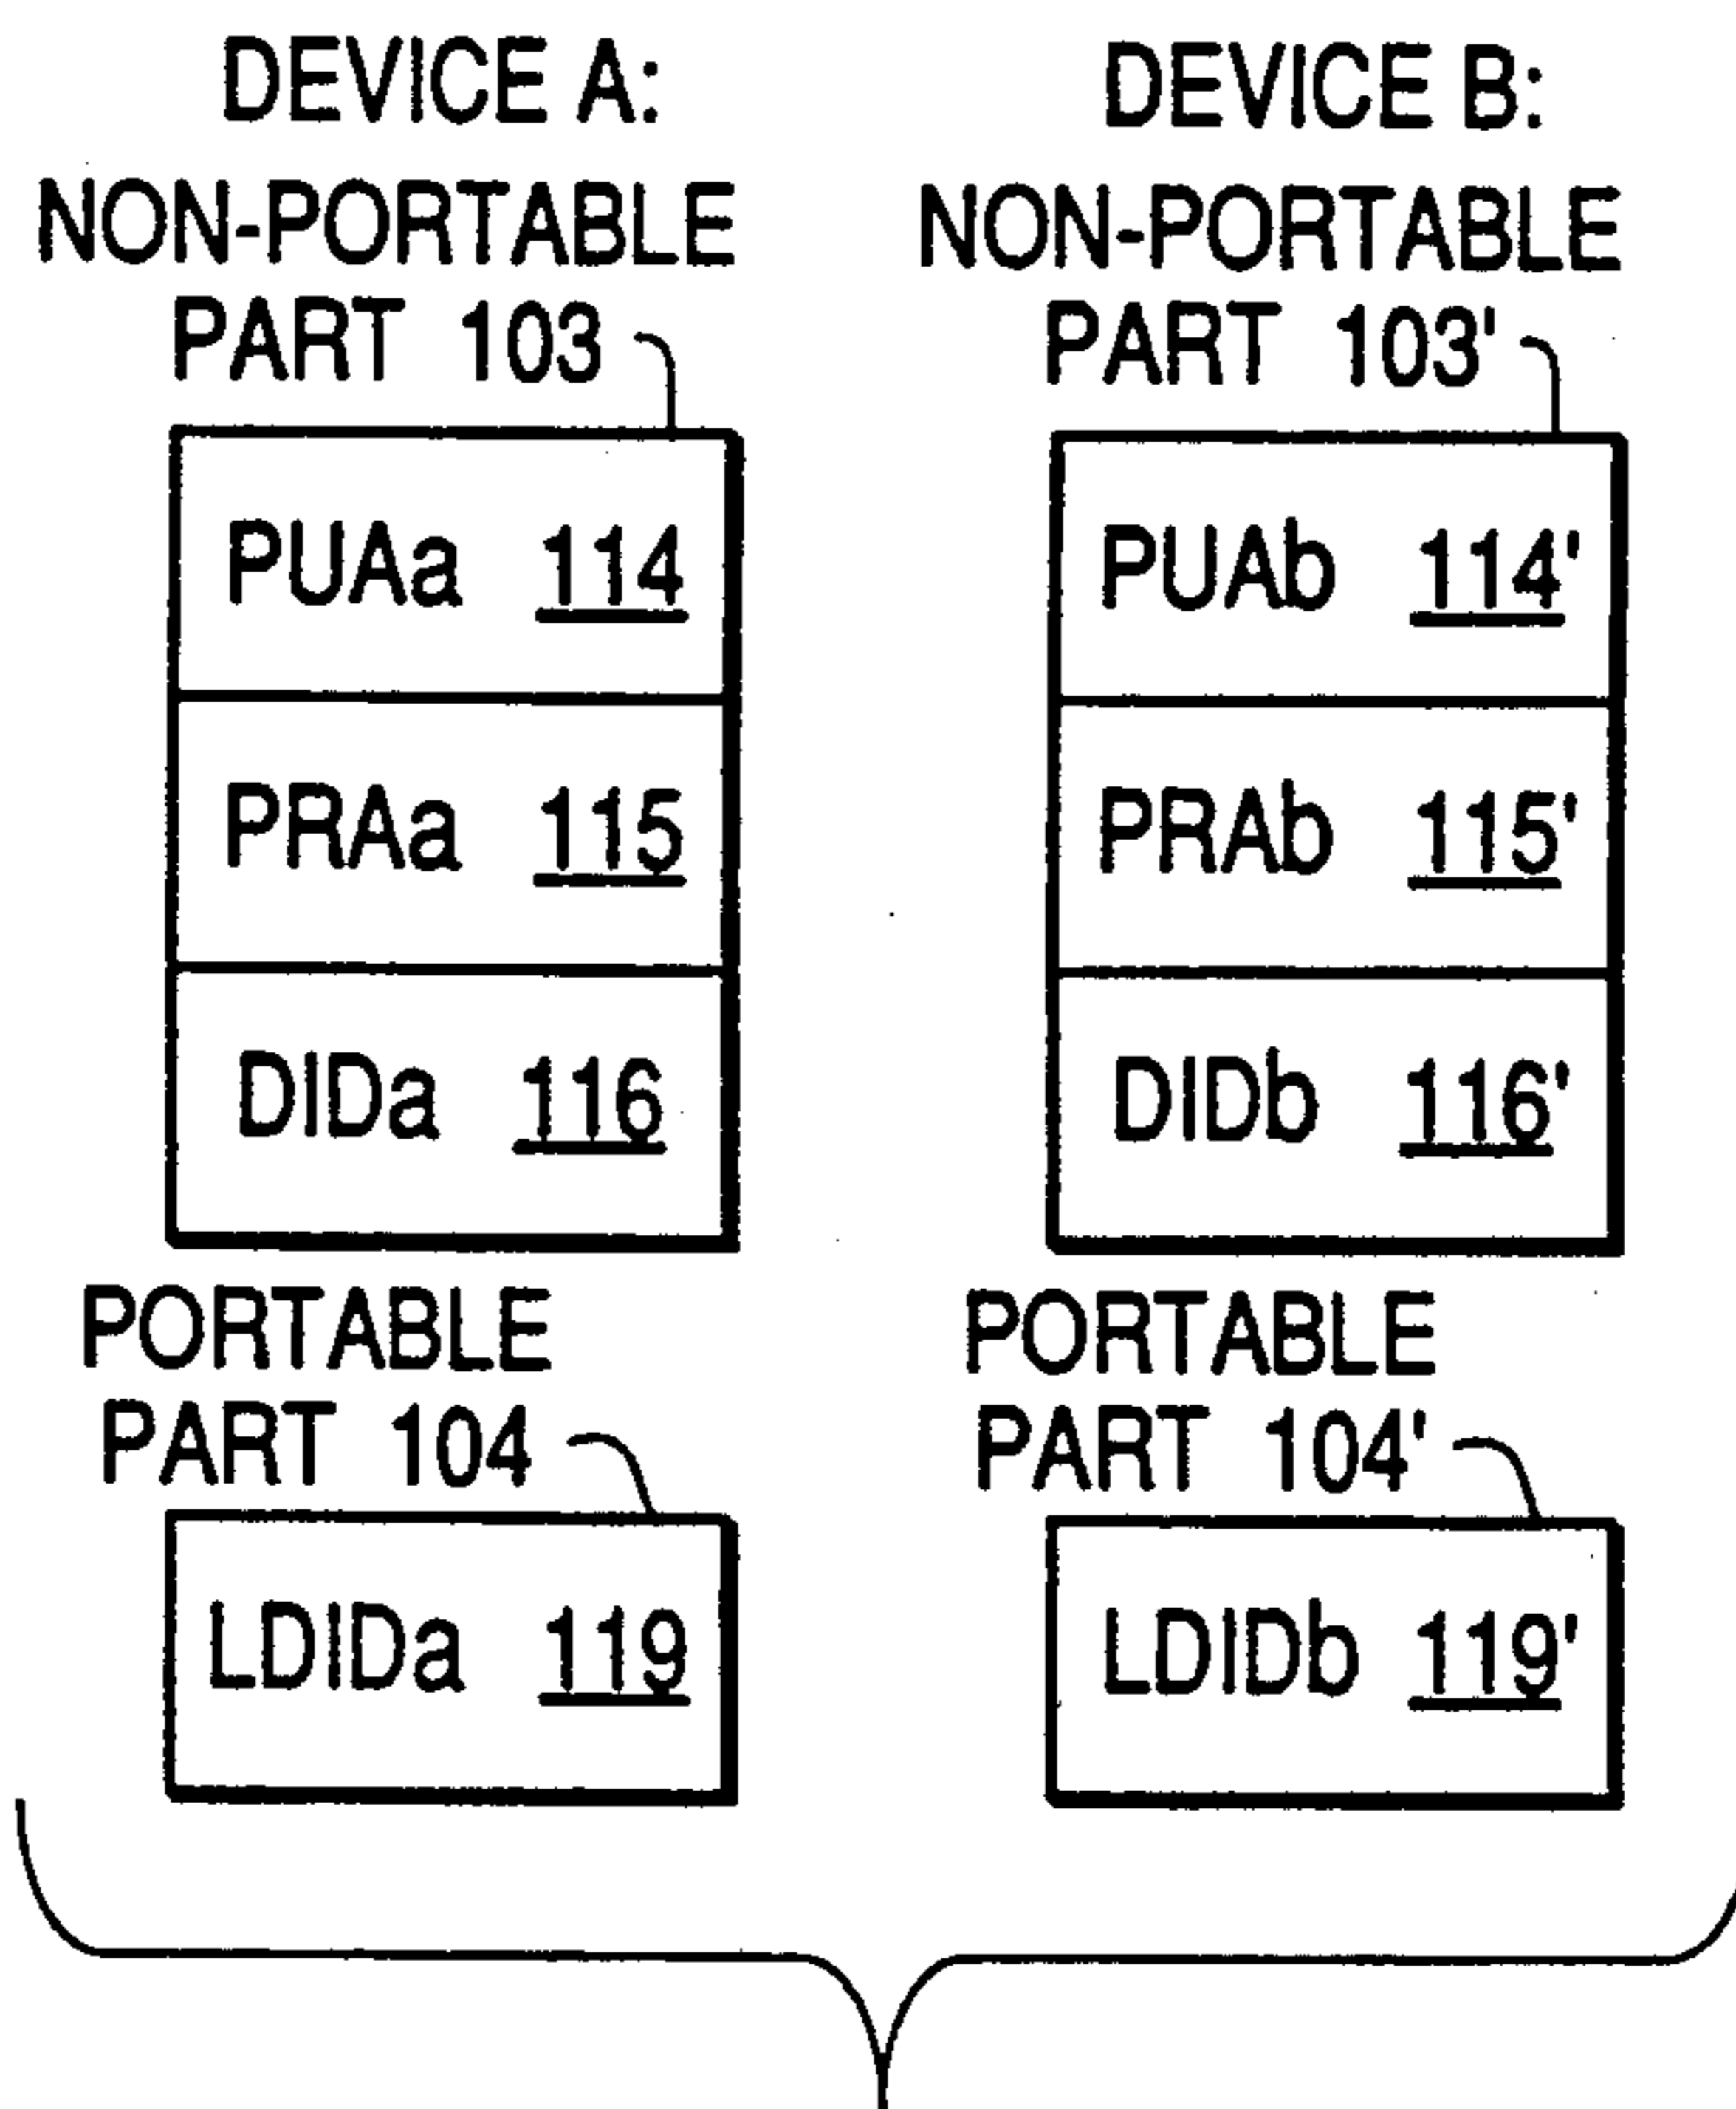 DEVICE A:
NON-PORTABLE
PART 103
PUAa 114
PRAa 115
DIDa 116
PORTABLE
PART 104
LDIDa 119
DEVICE B:
NON-PORTABLE
PART 103'
PUAb 114'
PRAb 115'
DIDb 116'
PORTABLE
PART 104'
LDIDb 119'